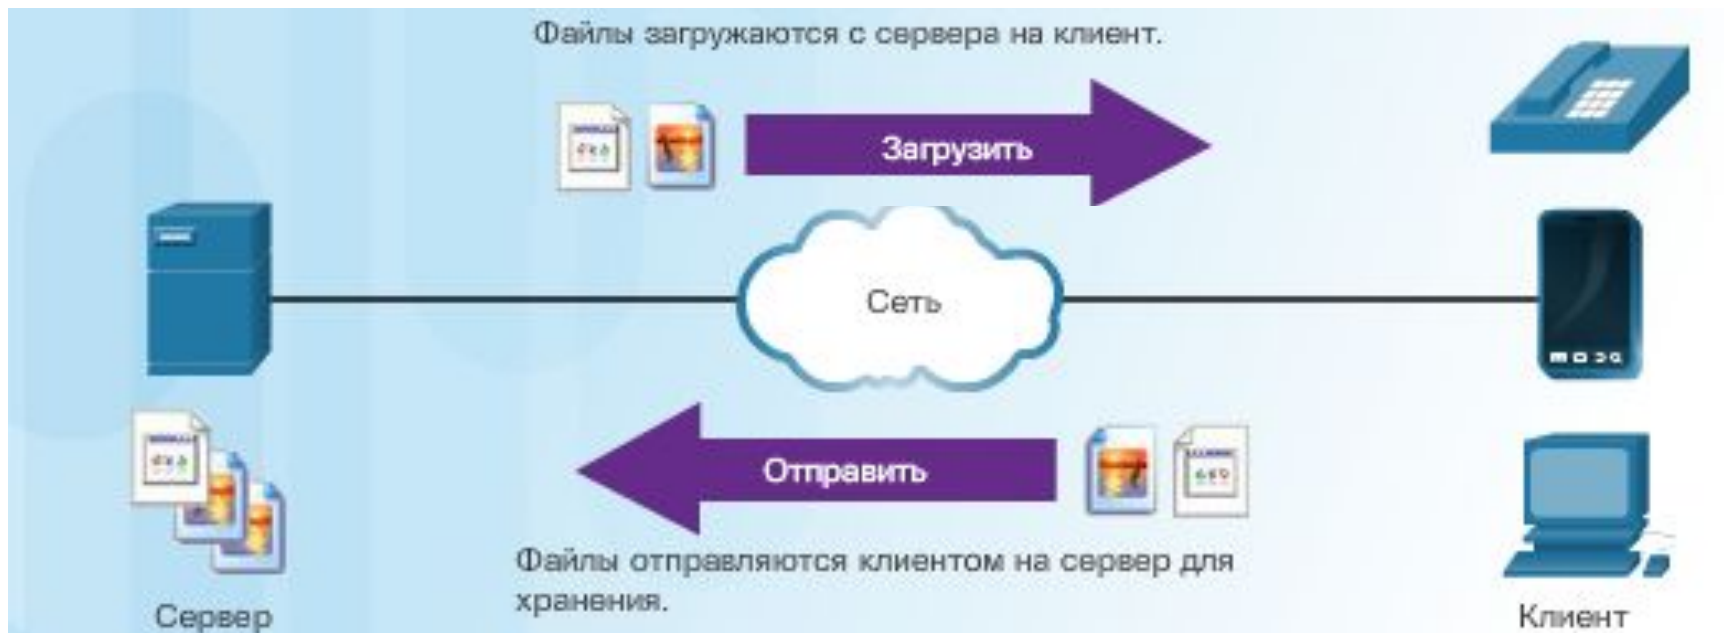 Файлы загружаются с сервера на клиент.
Загрузить
Сеть
Отправить
Файлы отправляются клиентом на сервер для
хранения.
Сервер
Клиент